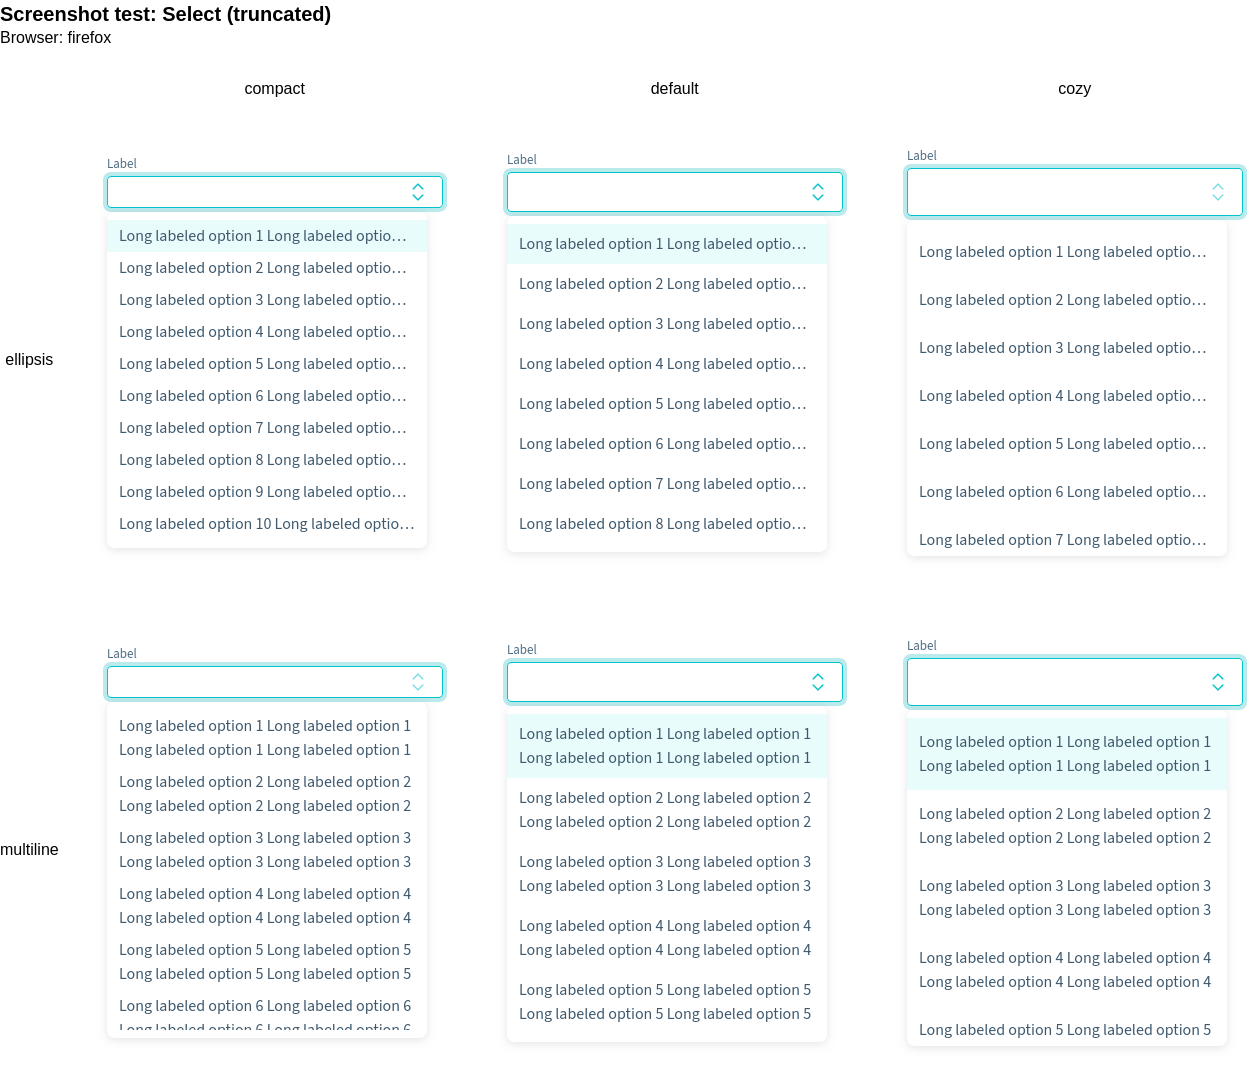 Screenshot test: Select (truncated)
Browser: firefox
compact
default
cozy
ellipsis
Label
Long labeled option 1 Long labeled optio…
Long labeled option 2 Long labeled optio…
Long labeled option 3 Long labeled optio…
Long labeled option 4 Long labeled optio…
Long labeled option 5 Long labeled optio…
Long labeled option 6 Long labeled optio…
Long labeled option 7 Long labeled optio…
Long labeled option 8 Long labeled optio…
Long labeled option 9 Long labeled optio…
Long labeled option 10 Long labeled optio…
Label
Long labeled option 1 Long labeled optio…
Long labeled option 2 Long labeled optio…
Long labeled option 3 Long labeled optio…
Long labeled option 4 Long labeled optio…
Long labeled option 5 Long labeled optio…
Long labeled option 6 Long labeled optio…
Long labeled option 7 Long labeled optio…
Long labeled option 8 Long labeled optio…
Label
Long labeled option 1 Long labeled optio…
Long labeled option 2 Long labeled optio…
Long labeled option 3 Long labeled optio…
Long labeled option 4 Long labeled optio…
Long labeled option 5 Long labeled optio…
Long labeled option 6 Long labeled optio…
Long labeled option 7 Long labeled optio…
multiline
Label
Long labeled option 1 Long labeled option 1
Long labeled option 1 Long labeled option 1
Long labeled option 2 Long labeled option 2
Long labeled option 2 Long labeled option 2
Long labeled option 3 Long labeled option 3
Long labeled option 3 Long labeled option 3
Long labeled option 4 Long labeled option 4
Long labeled option 4 Long labeled option 4
Long labeled option 5 Long labeled option 5
Long labeled option 5 Long labeled option 5
Long labeled option 6 Long labeled option 6
Long labeled option 6 Long labeled option 6
Label
Long labeled option 1 Long labeled option 1
Long labeled option 1 Long labeled option 1
Long labeled option 2 Long labeled option 2
Long labeled option 2 Long labeled option 2
Long labeled option 3 Long labeled option 3
Long labeled option 3 Long labeled option 3
Long labeled option 4 Long labeled option 4
Long labeled option 4 Long labeled option 4
Long labeled option 5 Long labeled option 5
Long labeled option 5 Long labeled option 5
Label
Long labeled option 1 Long labeled option 1
Long labeled option 1 Long labeled option 1
Long labeled option 2 Long labeled option 2
Long labeled option 2 Long labeled option 2
Long labeled option 3 Long labeled option 3
Long labeled option 3 Long labeled option 3
Long labeled option 4 Long labeled option 4
Long labeled option 4 Long labeled option 4
Long labeled option 5 Long labeled option 5